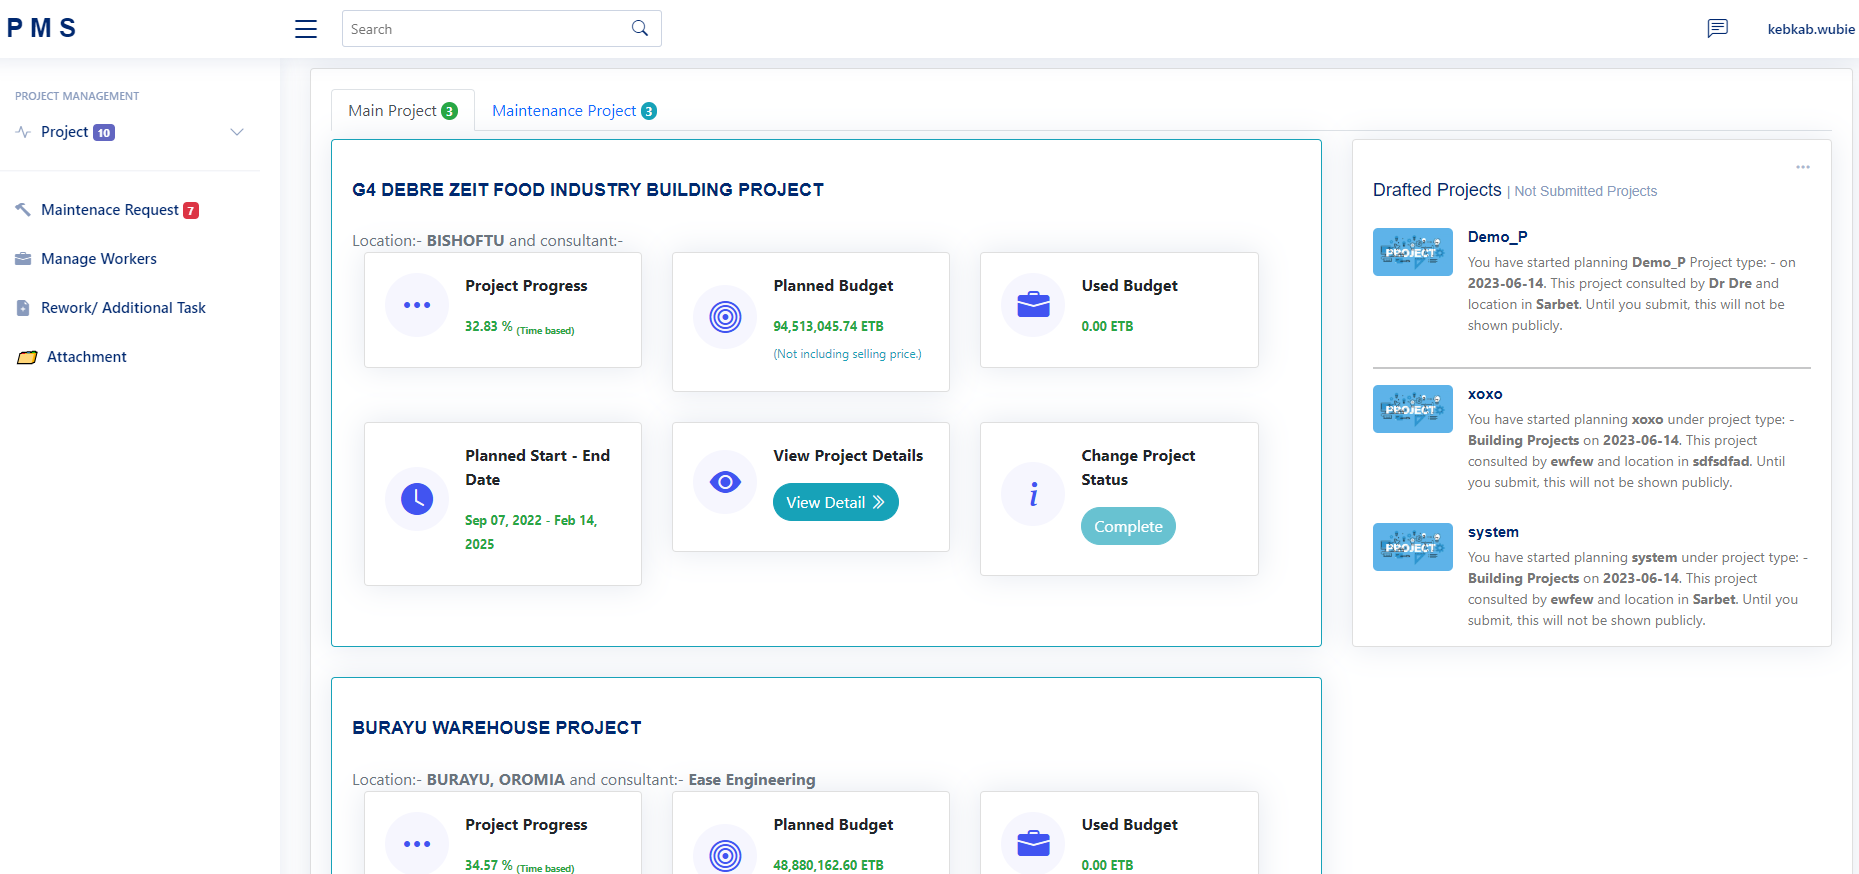 PMS
Search
kebkab.wubie
PROJECT MANAGEMENT
Project 10
Maintenace Request 7
Manage Workers
Rework/ Additional Task
Attachment
Main Project 3
Maintenance Project 3
G4 DEBRE ZEIT FOOD INDUSTRY BUILDING PROJECT
Location:- BISHOFTU and consultant:-
Project Progress
32.83 % (Time based)
Planned Budget
94,513,045.74 ETB
(Not including selling price.)
Used Budget
0.00 ETB
Planned Start - End
Date
Sep 07, 2022 - Feb 14,
2025
View Project Details
View Detail
Change Project
Status
Complete
BURAYU WAREHOUSE PROJECT
Location:- BURAYU, OROMIA and consultant:- Ease Engineering
Project Progress
34.57 % (Time based)
Planned Budget
48,880,162.60 ETB
Used Budget
0.00 ETB
Drafted Projects | Not Submitted Projects
PROJECT
Demo_P
You have started planning Demo_P Project type: - on
2023-06-14. This project consulted by Dr Dre and
location in Sarbet. Until you submit, this will not be
shown publicly.
PROJECT
xoxo
You have started planning xoxo under project type: -
Building Projects on 2023-06-14. This project
consulted by ewfew and location in sdfsdfad. Until
you submit, this will not be shown publicly.
PROJECT
system
You have started planning system under project type: -
Building Projects on 2023-06-14. This project
consulted by ewfew and location in Sarbet. Until you
submit, this will not be shown publicly.